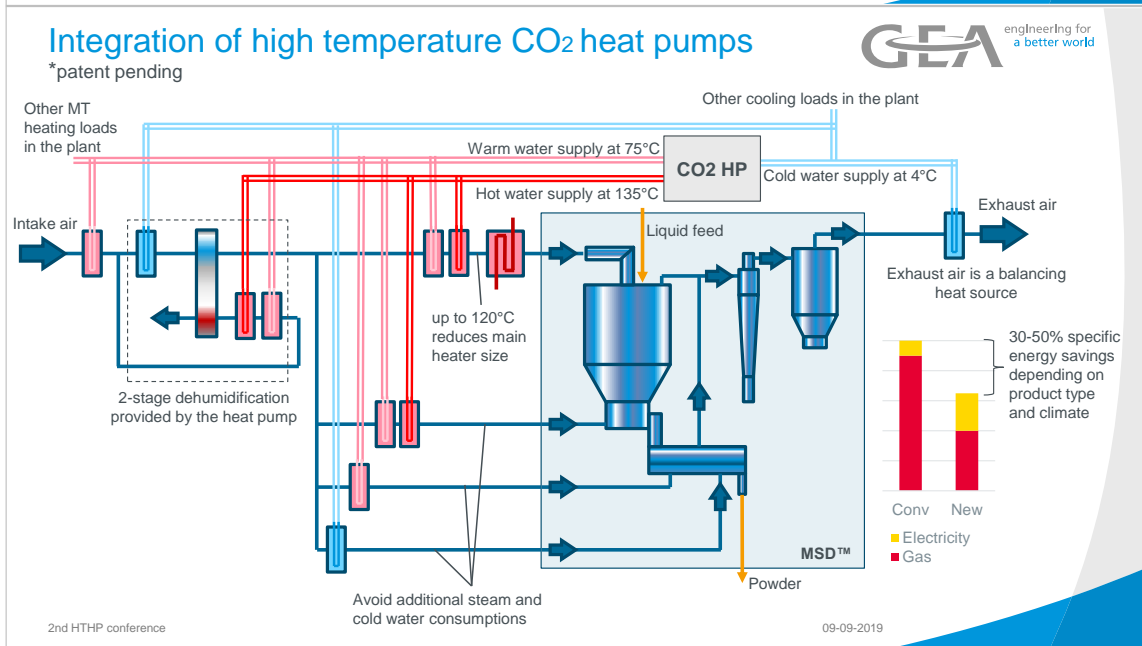 Integration of high temperature CO2 heat pumps
*patent pending
GEA
engineering for
a better world
Other MT
heating loads
in the plant
Other cooling loads in the plant
Warm water supply at 75°C
CO2 HP
Cold water supply at 4°C
Hot water supply at 135°C
Intake air
Liquid feed
Exhaust air
Exhaust air is a balancing
heat source
up to 120°C
reduces main
heater size
2-stage dehumidification
provided by the heat pump
30-50% specific
energy savings
depending on
product type
and climate
Conv New
Electricity
Gas
MSD™
Powder
Avoid additional steam and
cold water consumptions
2nd HTHP conference
09-09-2019